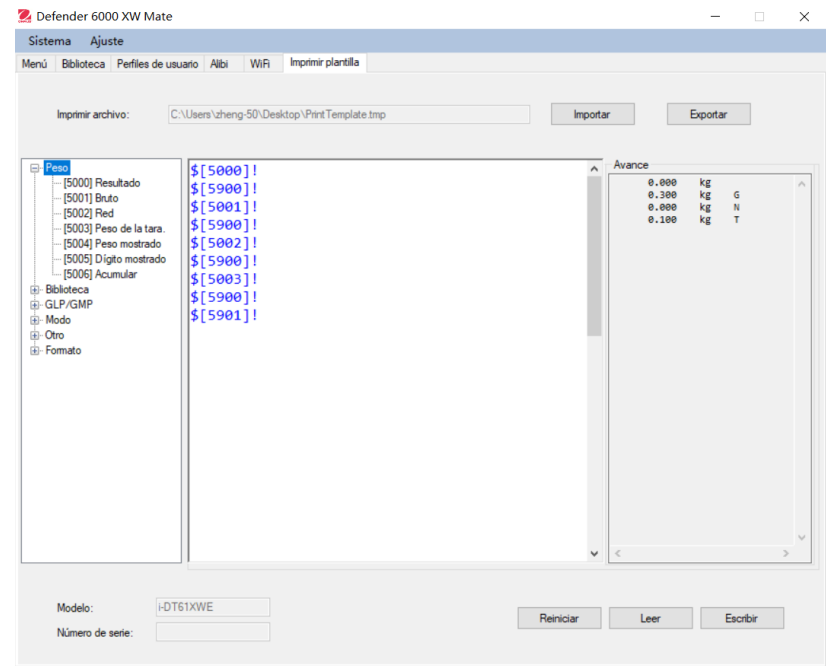 Defender 6000 XW Mate
Sistema Ajuste
Menú Biblioteca Perfiles de usuario Alibi WiFi Imprimir plantilla
Imprimir archivo: C:\Users\zheng-50\Desktop\PrintTemplate.tmp Importar Exportar
Peso
[5000] Resultado
[5001] Bruto
[5002] Red
[5003] Peso de la tara.
[5004] Peso mostrado
[5005] Dígito mostrado
[5006] Acumular
Biblioteca
GLP/GMP
Modo
Otro
Formato
$[5000]!
$[5900]!
$[5001]!
$[5900]!
$[5002]!
$[5900]!
$[5003]!
$[5900]!
$[5901]!
Avance
0.000 kg
0.300 kg G
0.000 kg N
0.100 kg T
Modelo: i-DT61XWE
Número de serie:
Reiniciar Leer Escribir